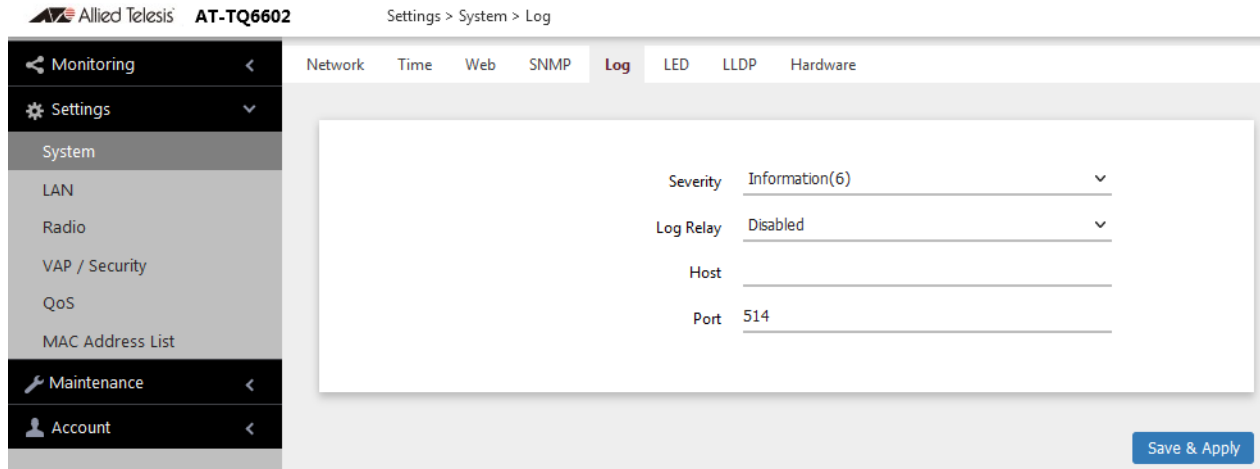 Allied Telesis AT-TQ6602 Settings > System > Log
Monitoring
Network Time Web SNMP Log LED LLDP Hardware
Settings
System
LAN
Radio
VAP / Security
QoS
MAC Address List
Maintenance
Account
Severity Information(6)
Log Relay Disabled
Host
Port 514
Save & Apply